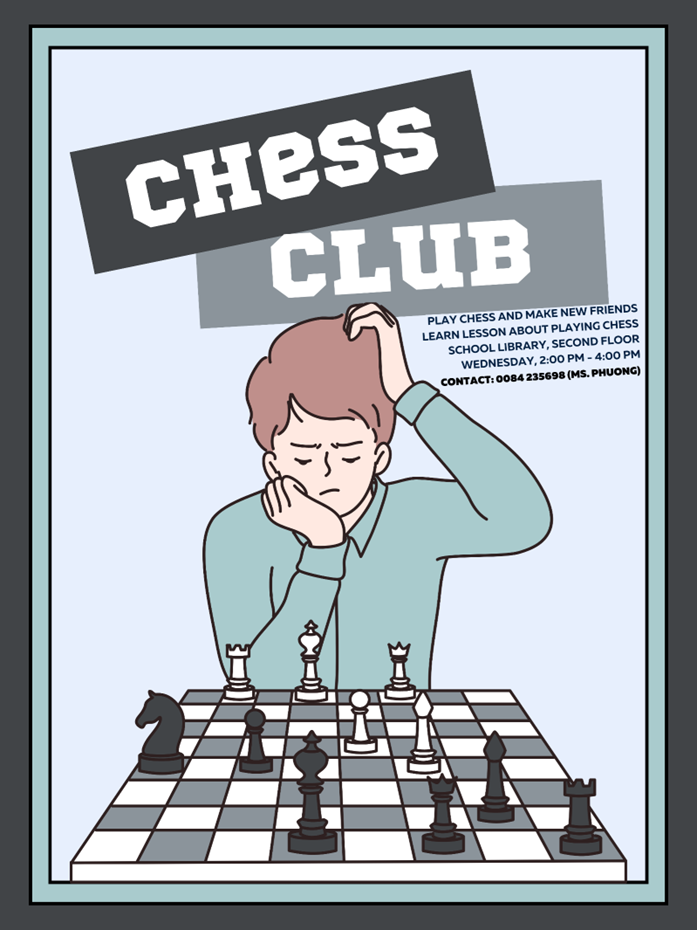 CHeSS
CLUB
PLAY CHESS AND MAKE NEW FRIENDS
LEARN LESSON ABOUT PLAYING CHESS
SCHOOL LIBRARY, SECOND FLOOR
WEDNESDAY, 2:00 PM - 4:00 PM
CONTACT: 0084 235698 (MS. PHUONG)